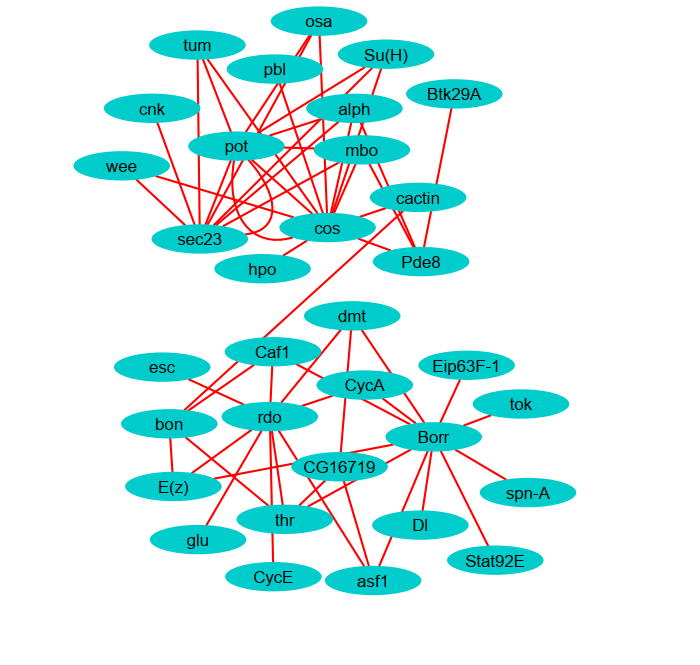 osa
tum
Su(H)
pbl
Btk29A
cnk
alph
pot
mbo
wee
cactin
cos
sec23
hpo
Pde8
dmt
Caf1
esc
Eip63F-1
CycA
tok
rdo
bon
Borr
CG16719
E(z)
spn-A
thr
Dl
glu
Stat92E
CycE
asf1